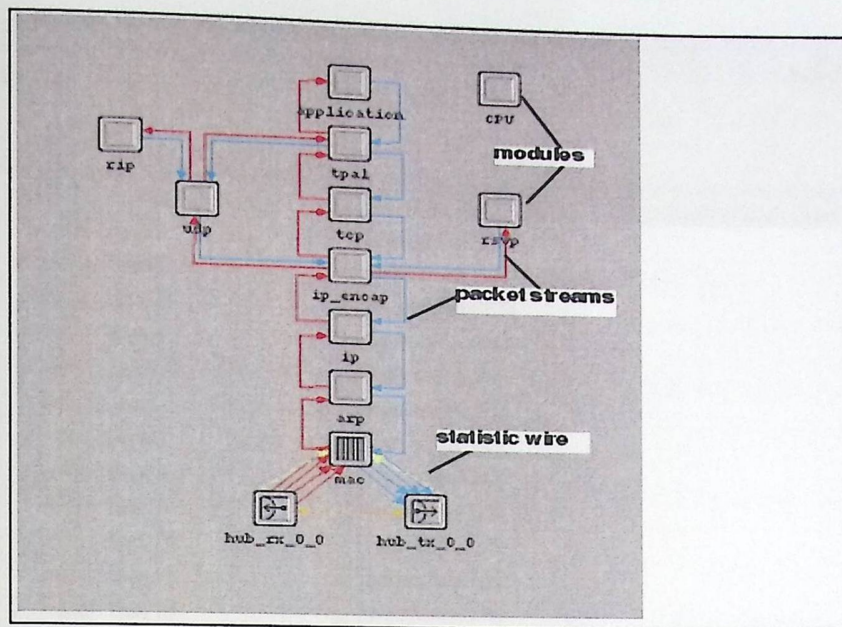 application
CPU
rip
modules
tpal
udp
tcp
rsvp
ip_encap
packet streams
ip
arp
statistic wire
mac
hub_rx_0_0
hub_tx_0_0